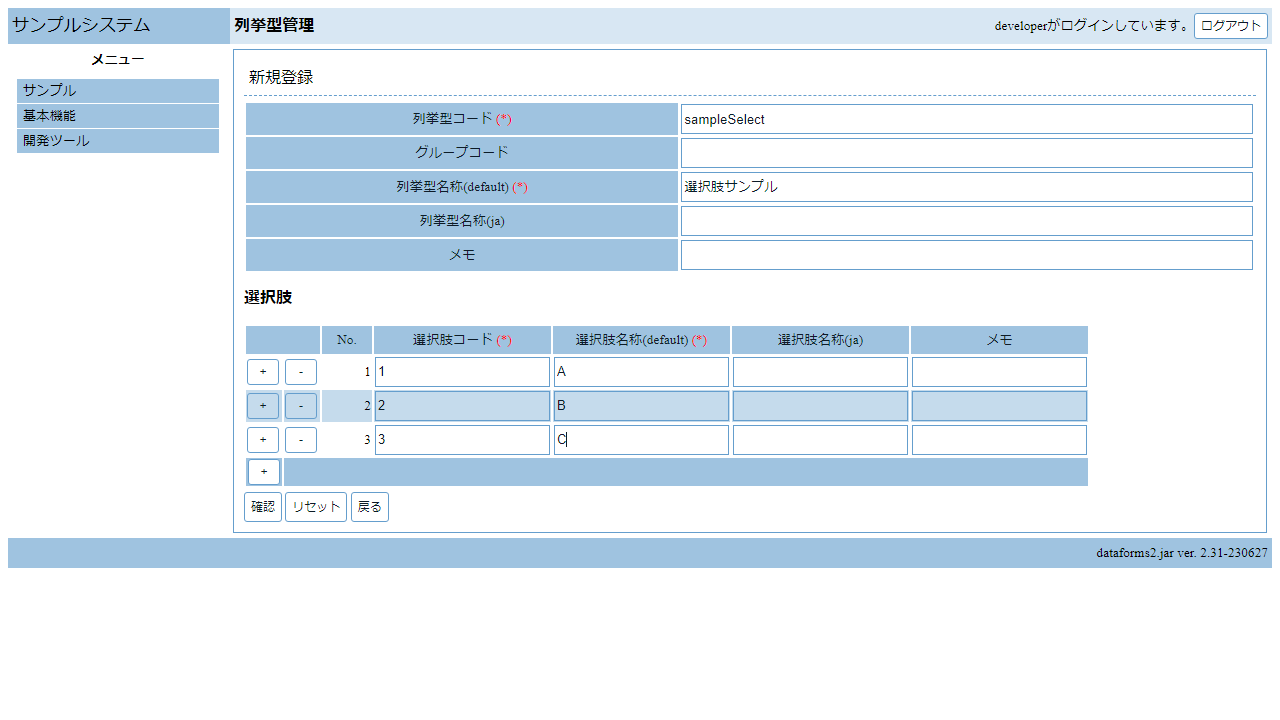 サンプルシステム
列挙型管理
developerがログインしています。 ログアウト
メニュー
サンプル
基本機能
開発ツール
新規登録
列挙型コード (*) sampleSelect
グループコード
列挙型名称(default) (*) 選択肢サンプル
列挙型名称(ja)
メモ
選択肢
No. 選択肢コード (*) 選択肢名称(default) (*) 選択肢名称(ja) メモ
+ - 1 1 A
+ - 2 2 B
+ - 3 3 C
+
確認 リセット 戻る
dataforms2.jar ver. 2.31-230627